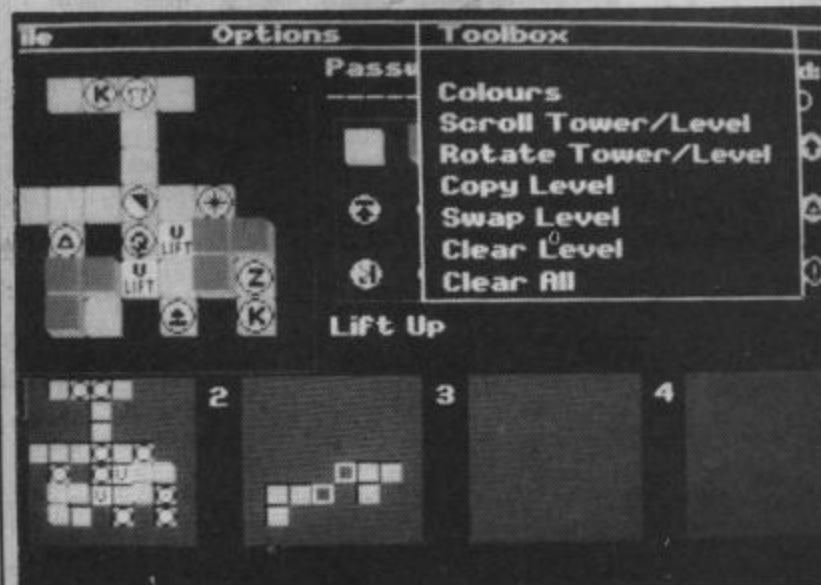 ile Options Toolbox
Passw d:
Colours
Scroll Tower/Level
Rotate Tower/Level
Copy Level
Swap Level
Clear Level
Clear All
K
U
LIFT
U
LIFT
Z
K
Lift Up
2 3 4
U
U